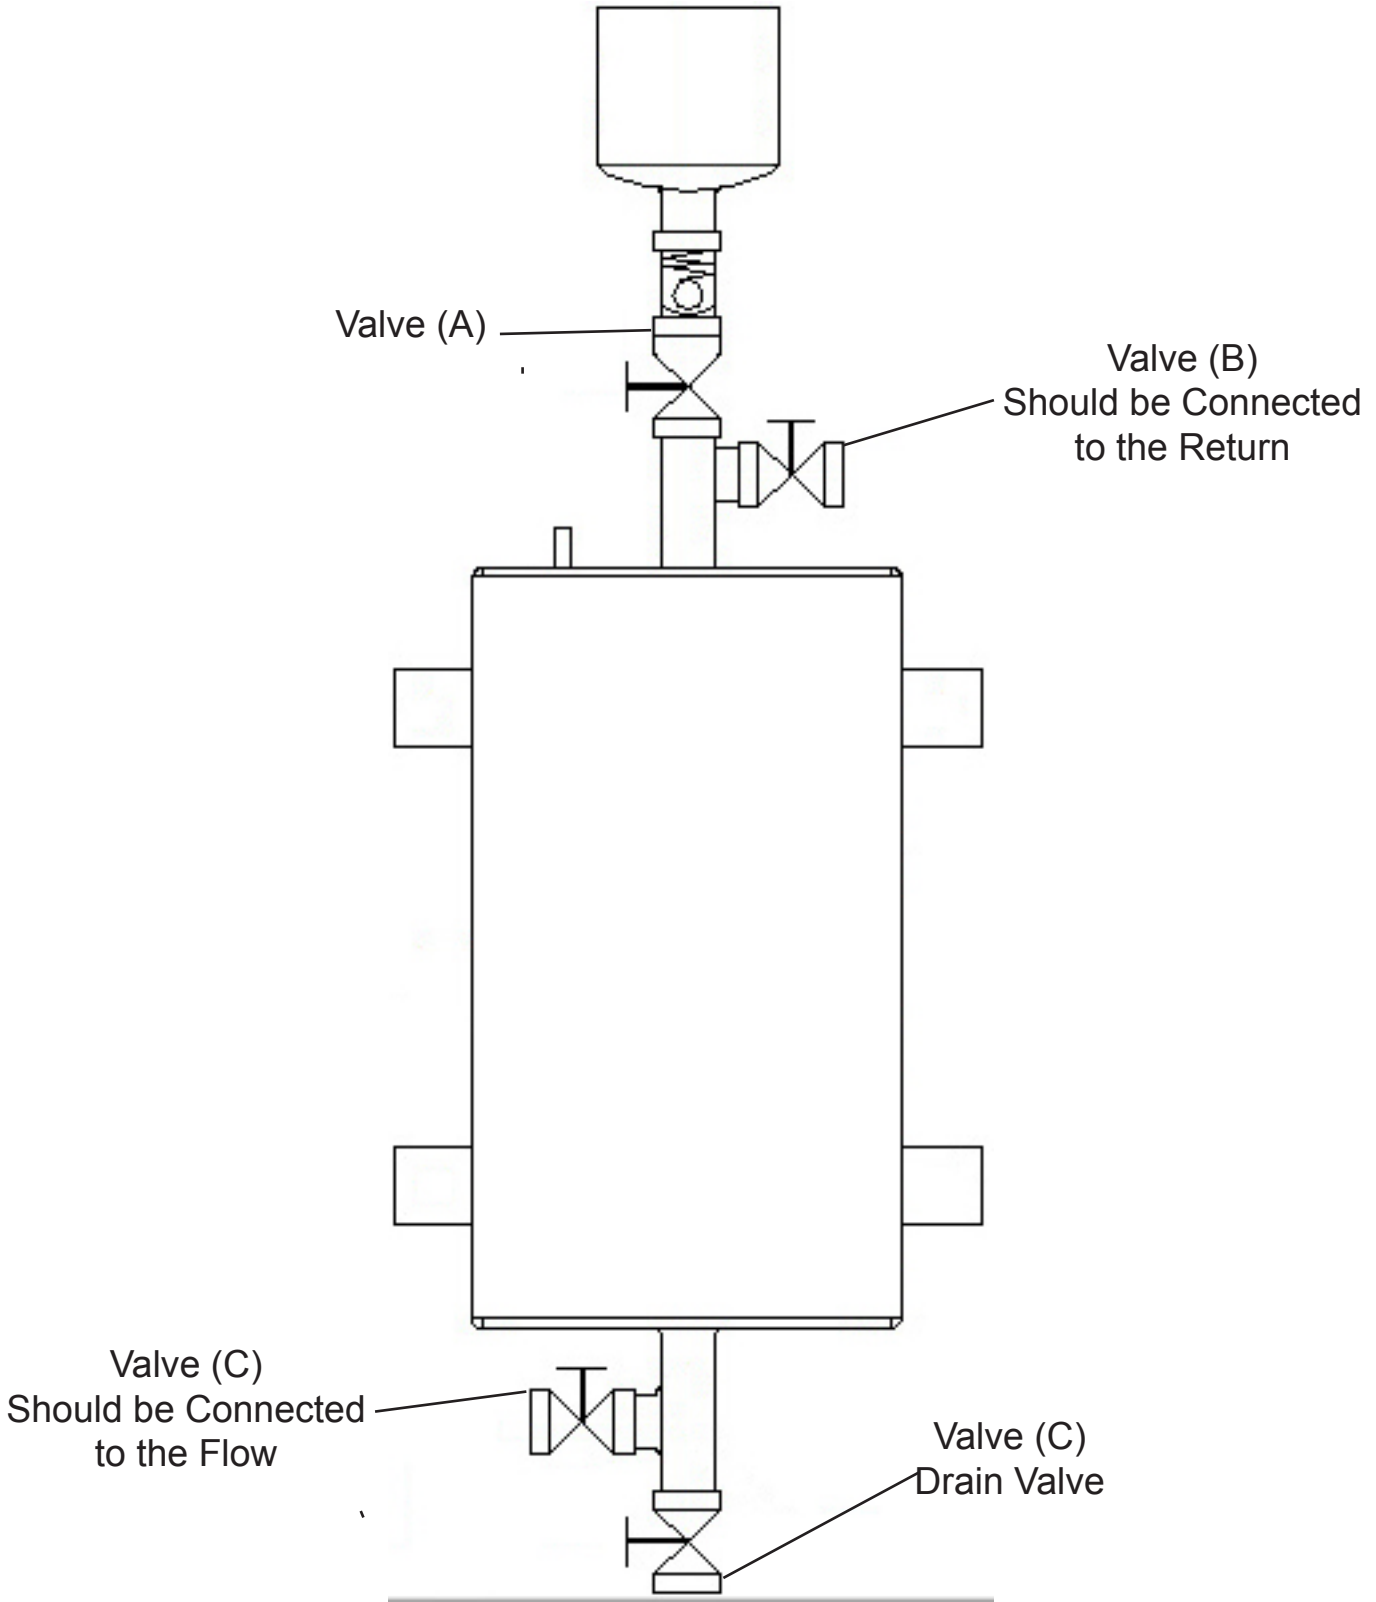 Valve (A)
Valve (B)
Should be Connected
to the Return
Valve (C)
Should be Connected
to the Flow
Valve (C)
Drain Valve